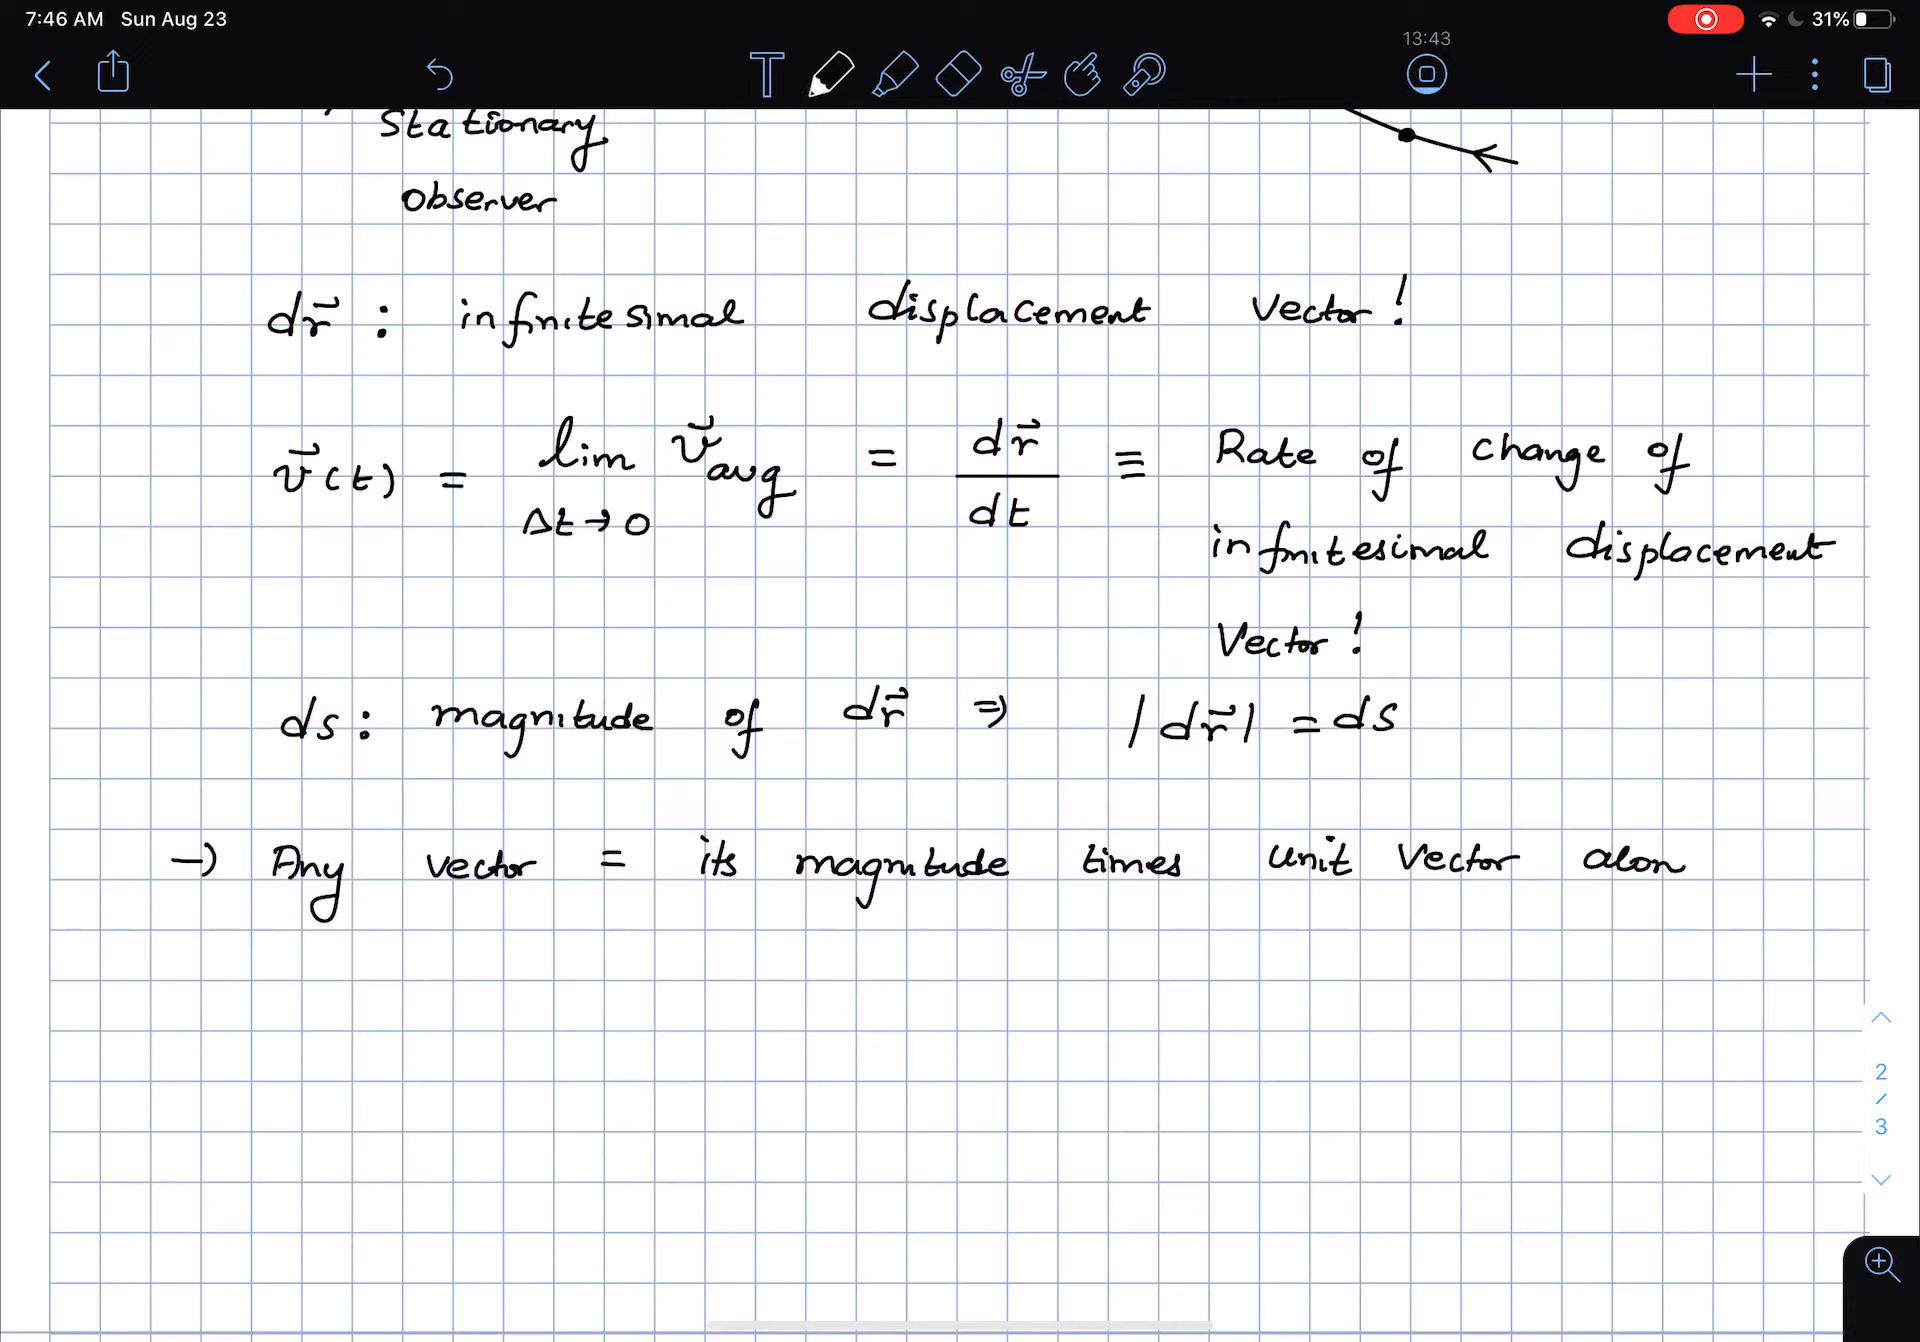 7:46 AM Sun Aug 23
31%
13:43
T
Stationary
observer
dr⃗ : infinitesimal displacement vector!
v⃗(t) = lim Δt→0 v⃗avg = dr⃗/dt ≡ Rate of change of
infinitesimal displacement
Vector!
ds: magnitude of dr⃗ ⇒ |dr⃗| = ds
→ Any vector = its magnitude times unit vector alon
2
/
3